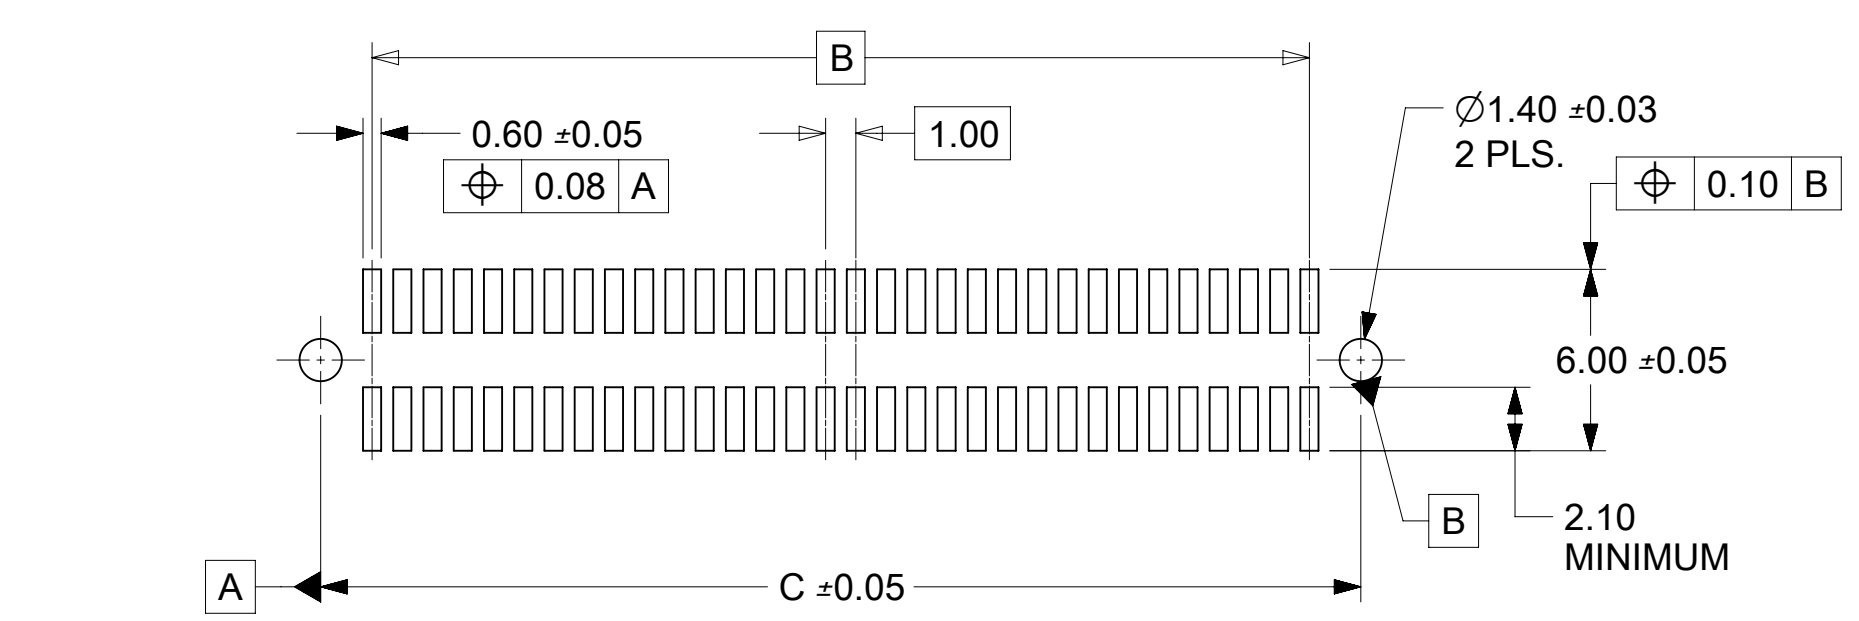 B
0.60 ±0.05
⌖ 0.08 A
1.00
∅1.40 ±0.03
2 PLS.
⌖ 0.10 B
6.00 ±0.05
B
2.10
MINIMUM
A
C ±0.05